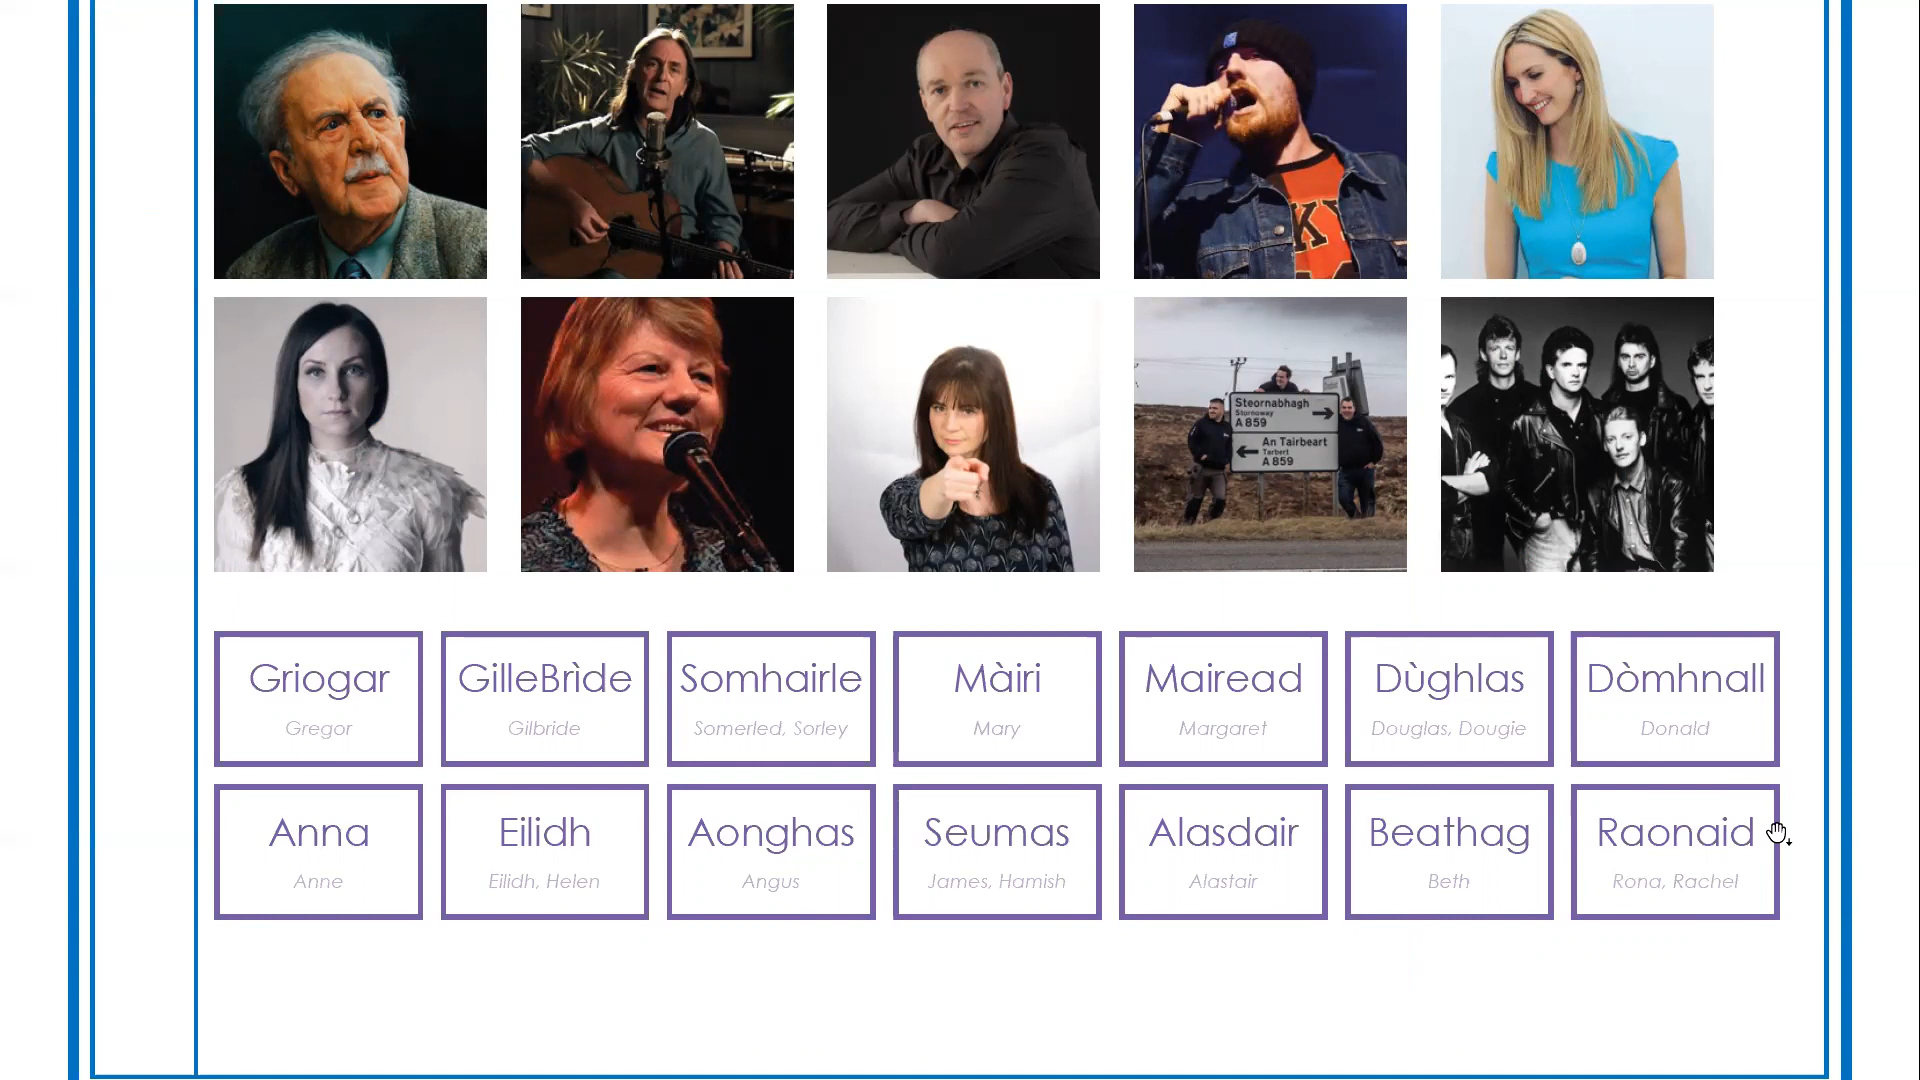 KY
Steornabhagh
Stornoway
A 859
An Tairbeart
Tarbert
A 859
Griogar
Gregor
GilleBrìde
Gilbride
Somhairle
Somerled, Sorley
Màiri
Mary
Mairead
Margaret
Dùghlas
Douglas, Dougie
Dòmhnall
Donald
Anna
Anne
Eilidh
Eilidh, Helen
Aonghas
Angus
Seumas
James, Hamish
Alasdair
Alastair
Beathag
Beth
Raonaid
Rona, Rachel